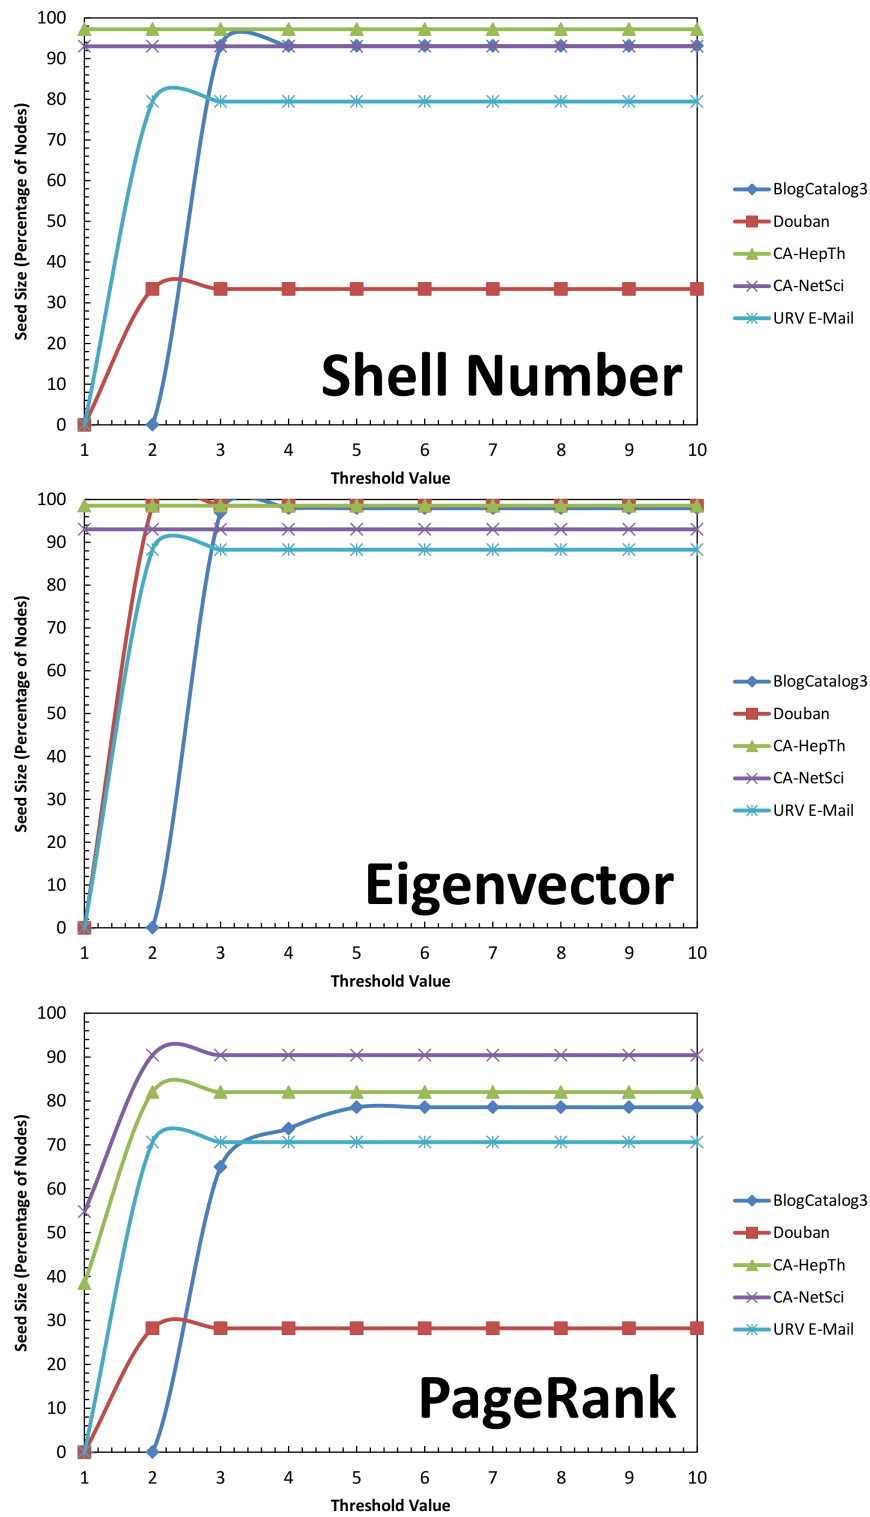 100
90
80
70
60
50
40
30
20
10
0
Seed Size (Percentage of Nodes)
1 2 3 4 5 6 7 8 9 10
Threshold Value
Shell Number
BlogCatalog3
Douban
CA-HepTh
CA-NetSci
URV E-Mail
100
90
80
70
60
50
40
30
20
10
0
Seed Size (Percentage of Nodes)
1 2 3 4 5 6 7 8 9 10
Threshold Value
Eigenvector
BlogCatalog3
Douban
CA-HepTh
CA-NetSci
URV E-Mail
100
90
80
70
60
50
40
30
20
10
0
Seed Size (Percentage of Nodes)
1 2 3 4 5 6 7 8 9 10
Threshold Value
PageRank
BlogCatalog3
Douban
CA-HepTh
CA-NetSci
URV E-Mail